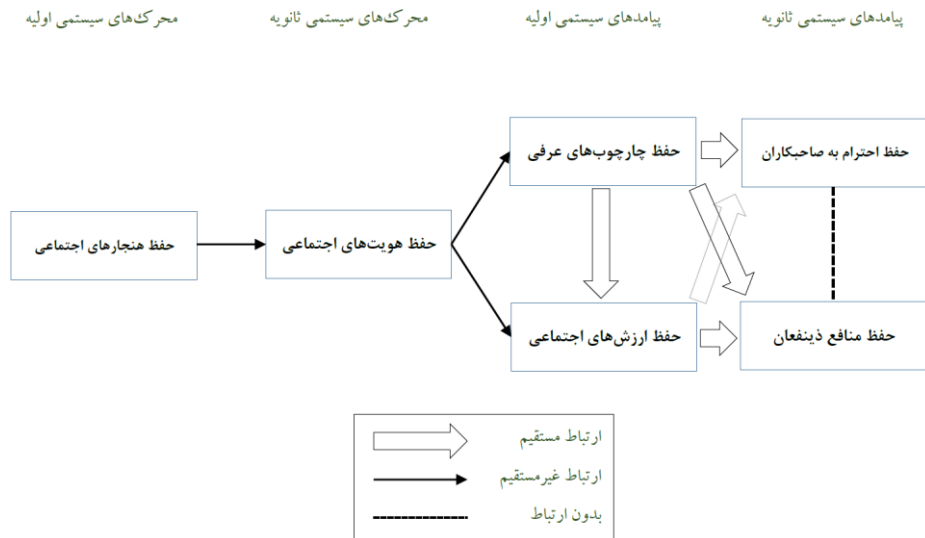 محرک‌های سیستمی اولیه
محرک‌های سیستمی ثانویه
پیامدهای سیستمی اولیه
پیامدهای سیستمی ثانویه
حفظ چارچوب‌های عرفی
حفظ احترام به صاحبکاران
حفظ هنجارهای اجتماعی
حفظ هویت‌های اجتماعی
حفظ ارزش‌های اجتماعی
حفظ منافع ذینفعان
ارتباط مستقیم
ارتباط غیرمستقیم
بدون ارتباط